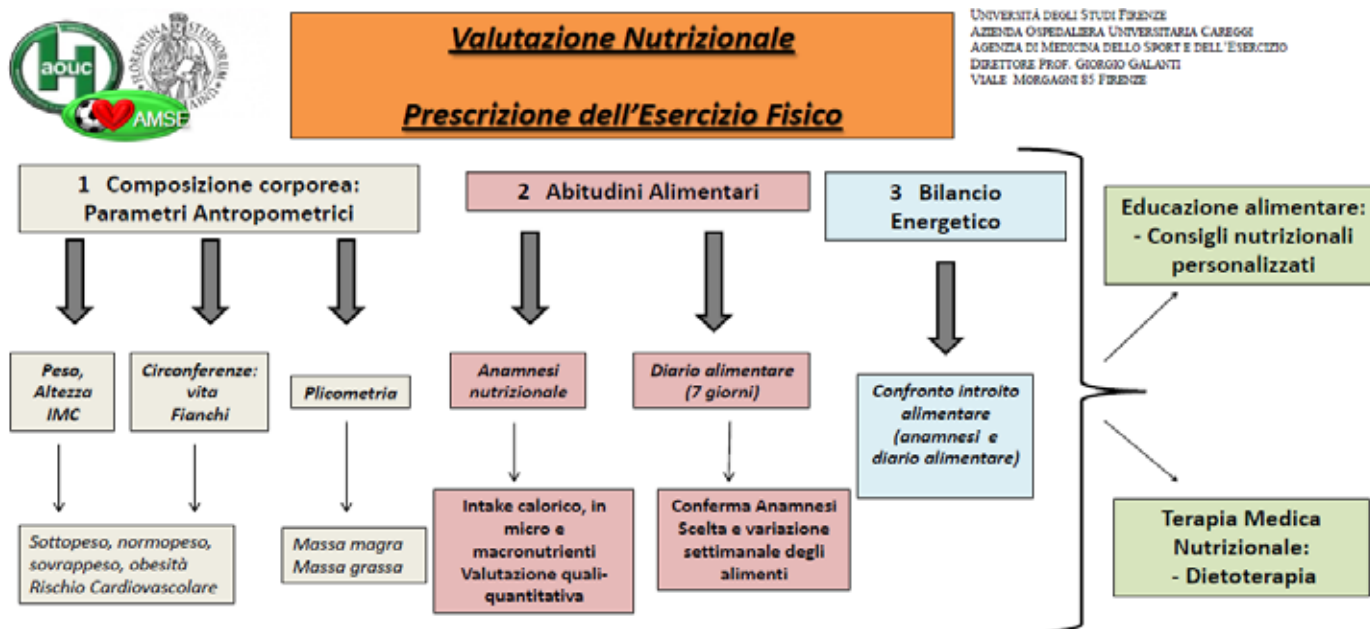 aouc
FLORENTINA STUDIORUM UNIV
AMSE
Valutazione Nutrizionale
Prescrizione dell'Esercizio Fisico
UNIVERSITÀ DEGLI STUDI FIRENZE
AZIENDA OSPEDALIERA UNIVERSITARIA CAREGGI
AGENZIA DI MEDICINA DELLO SPORT E DELL'ESERCIZIO
DIRETTORE PROF. GIORGIO GALANTI
VIALE MORGAGNI 85 FIRENZE
1 Composizione corporea:
Parametri Antropometrici
2 Abitudini Alimentari
3 Bilancio
Energetico
Peso,
Altezza
IMC
Circonferenze:
vita
Fianchi
Plicometria
Anamnesi
nutrizionale
Diario alimentare
(7 giorni)
Confronto introito
alimentare
(anamnesi e
diario alimentare)
Sottopeso, normopeso,
sovrappeso, obesità
Rischio Cardiovascolare
Massa magra
Massa grassa
Intake calorico, in
micro e
macronutrienti
Valutazione quali-
quantitativa
Conferma Anamnesi
Scelta e variazione
settimanale degli
alimenti
Educazione alimentare:
- Consigli nutrizionali
personalizzati
Terapia Medica
Nutrizionale:
- Dietoterapia